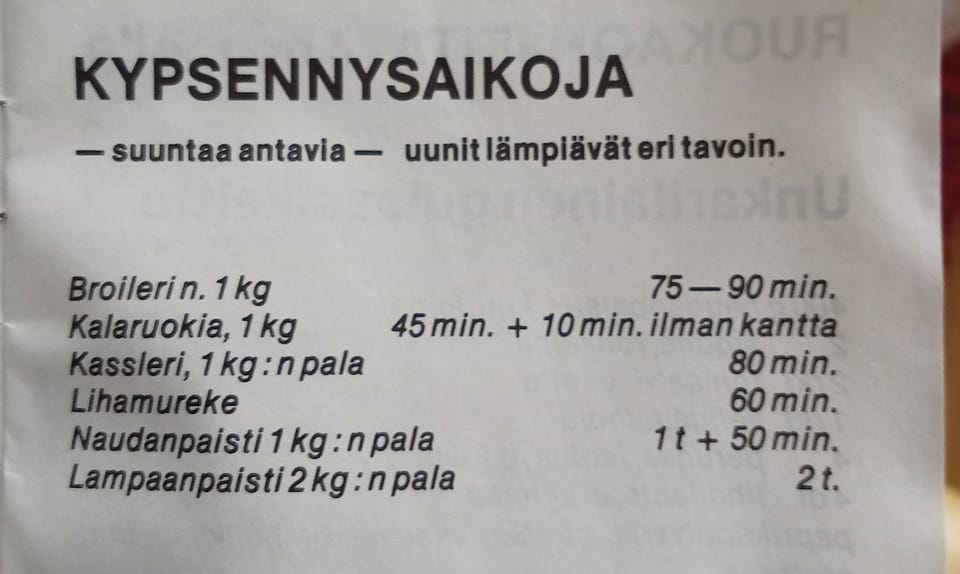 KYPSENNYSAIKOJA
— suuntaa antavia — uunit lämpiävät eri tavoin.
Broileri n. 1 kg 75 — 90 min.
Kalaruokia, 1 kg 45 min. + 10 min. ilman kantta
Kassleri, 1 kg :n pala 80 min.
Lihamureke 60 min.
Naudanpaisti 1 kg :n pala 1 t + 50 min.
Lampaanpaisti 2 kg :n pala 2 t.